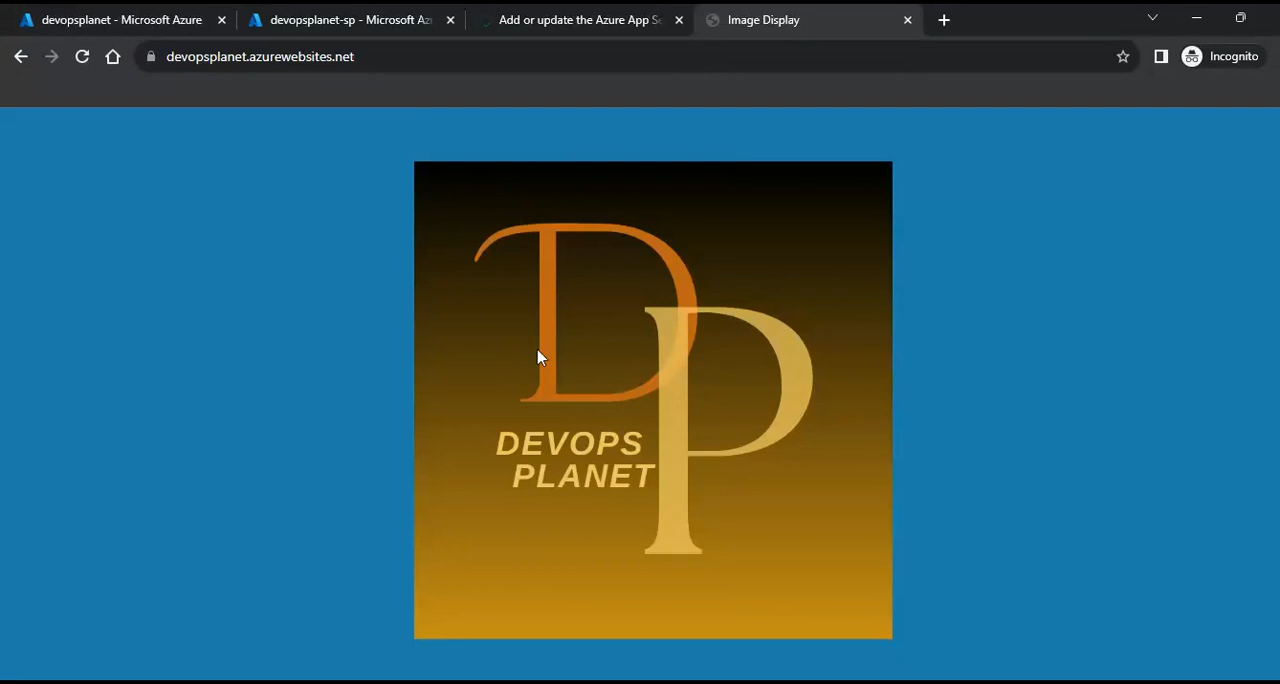 devopsplanet - Microsoft Azure
devopsplanet-sp - Microsoft Az
Add or update the Azure App Se
Image Display
devopsplanet.azurewebsites.net
Incognito
DP
DEVOPS
PLANET